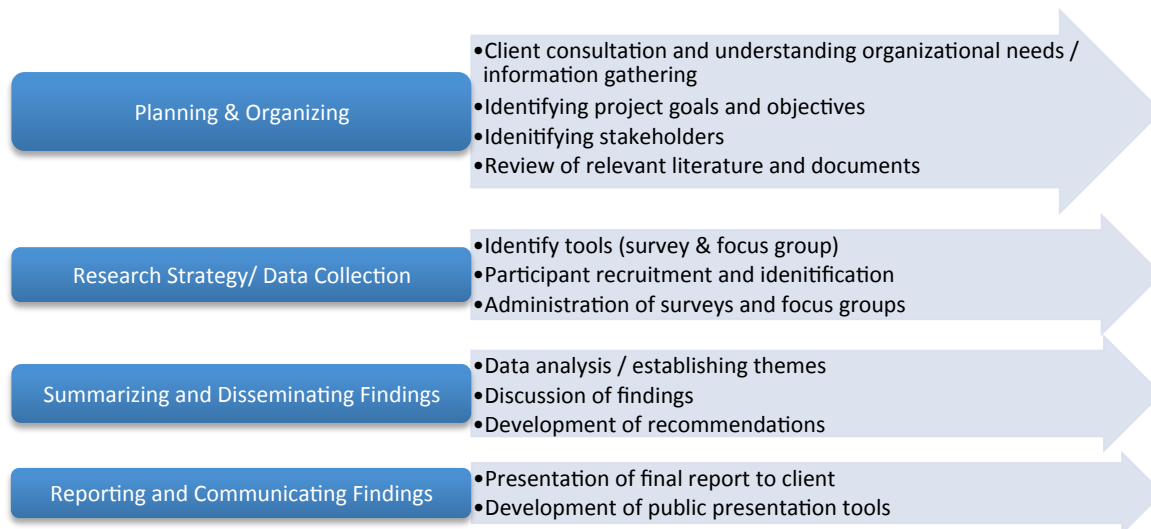 Planning & Organizing
•Client consultation and understanding organizational needs /
information gathering
•Identifying project goals and objectives
•Idenitifying stakeholders
•Review of relevant literature and documents
Research Strategy/ Data Collection
•Identify tools (survey & focus group)
•Participant recruitment and idenitification
•Administration of surveys and focus groups
Summarizing and Disseminating Findings
•Data analysis / establishing themes
•Discussion of findings
•Development of recommendations
Reporting and Communicating Findings
•Presentation of final report to client
•Development of public presentation tools